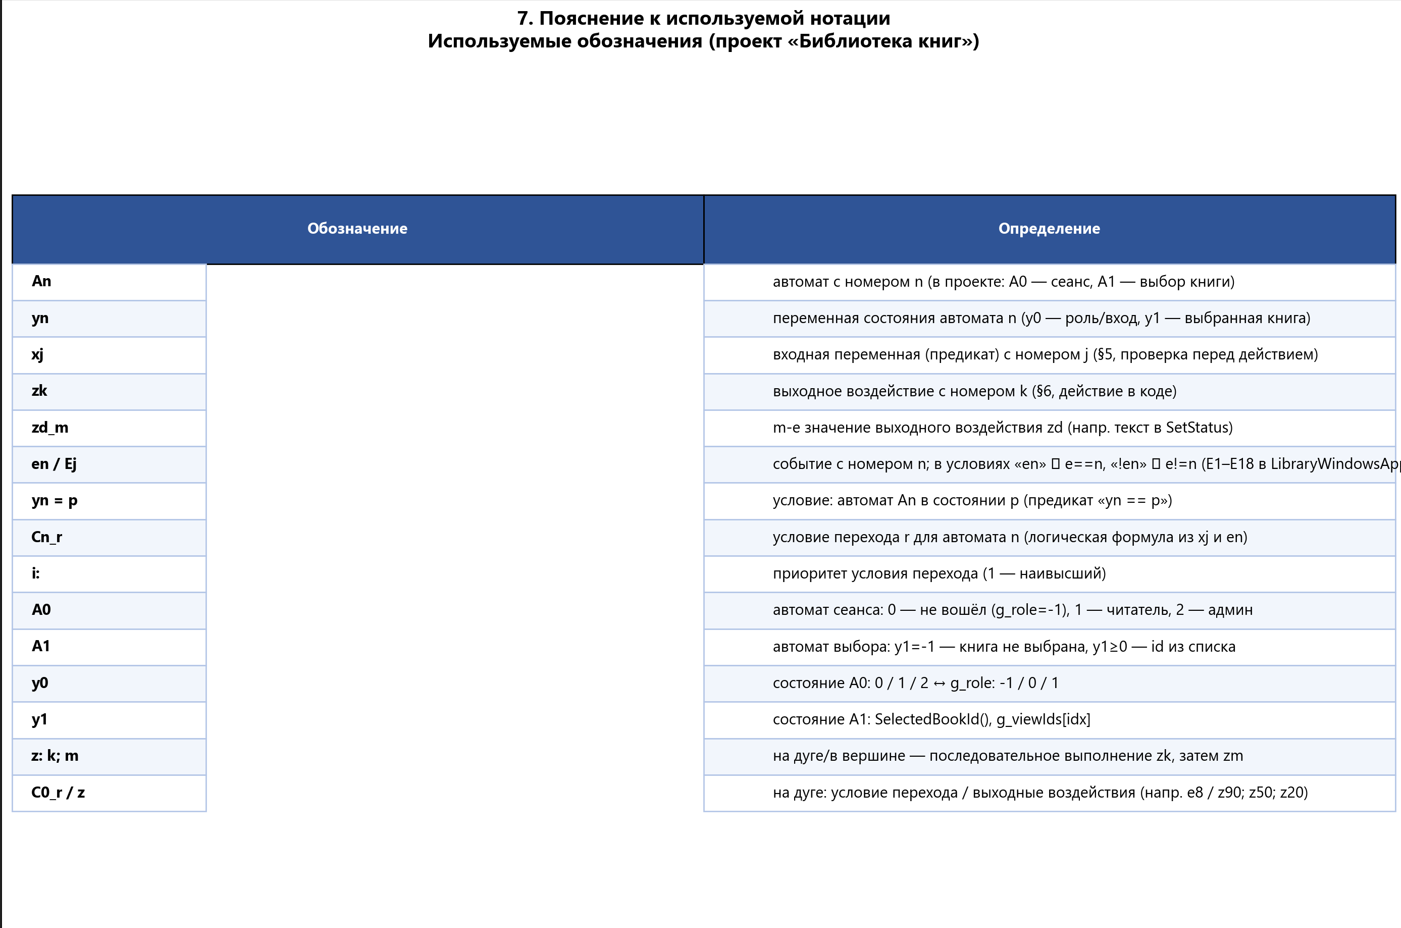 7. Пояснение к используемой нотации
Используемые обозначения (проект «Библиотека книг»)
Обозначение Определение
An автомат с номером n (в проекте: A0 — сеанс, A1 — выбор книги)
yn переменная состояния автомата n (y0 — роль/вход, y1 — выбранная книга)
xj входная переменная (предикат) с номером j (§5, проверка перед действием)
zk выходное воздействие с номером k (§6, действие в коде)
zd_m m-е значение выходного воздействия zd (напр. текст в SetStatus)
en / Ej событие с номером n; в условиях «en» ▯ e==n, «!en» ▯ e!=n (E1–E18 в LibraryWindowsApp
yn = p условие: автомат An в состоянии p (предикат «yn == p»)
Cn_r условие перехода r для автомата n (логическая формула из xj и en)
i: приоритет условия перехода (1 — наивысший)
A0 автомат сеанса: 0 — не вошёл (g_role=-1), 1 — читатель, 2 — админ
A1 автомат выбора: y1=-1 — книга не выбрана, y1≥0 — id из списка
y0 состояние A0: 0 / 1 / 2 ↔ g_role: -1 / 0 / 1
y1 состояние A1: SelectedBookId(), g_viewIds[idx]
z: k; m на дуге/в вершине — последовательное выполнение zk, затем zm
C0_r / z на дуге: условие перехода / выходные воздействия (напр. e8 / z90; z50; z20)